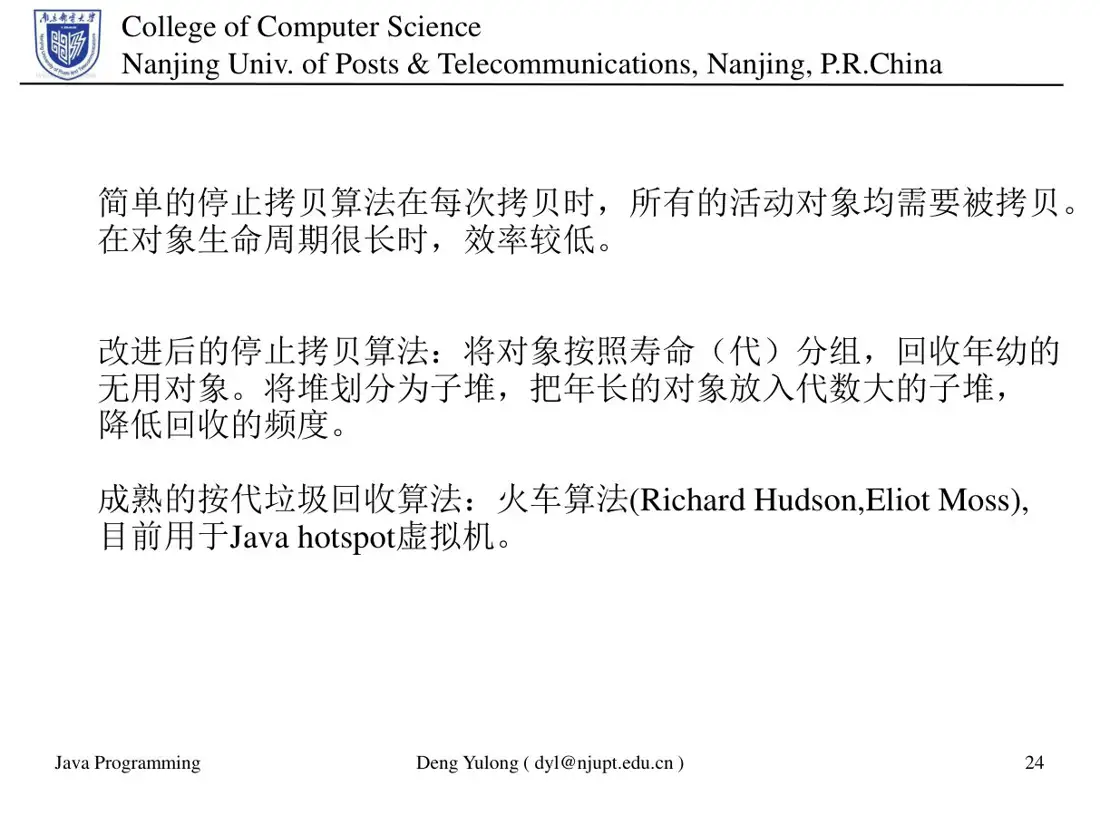 College of Computer Science
Nanjing Univ. of Posts & Telecommunications, Nanjing, P.R.China
简单的停止拷贝算法在每次拷贝时，所有的活动对象均需要被拷贝。
在对象生命周期很长时，效率较低。
改进后的停止拷贝算法：将对象按照寿命（代）分组，回收年幼的
无用对象。将堆划分为子堆，把年长的对象放入代数大的子堆，
降低回收的频度。
成熟的按代垃圾回收算法：火车算法(Richard Hudson,Eliot Moss),
目前用于Java hotspot虚拟机。
Java Programming
Deng Yulong ( dyl@njupt.edu.cn )
24